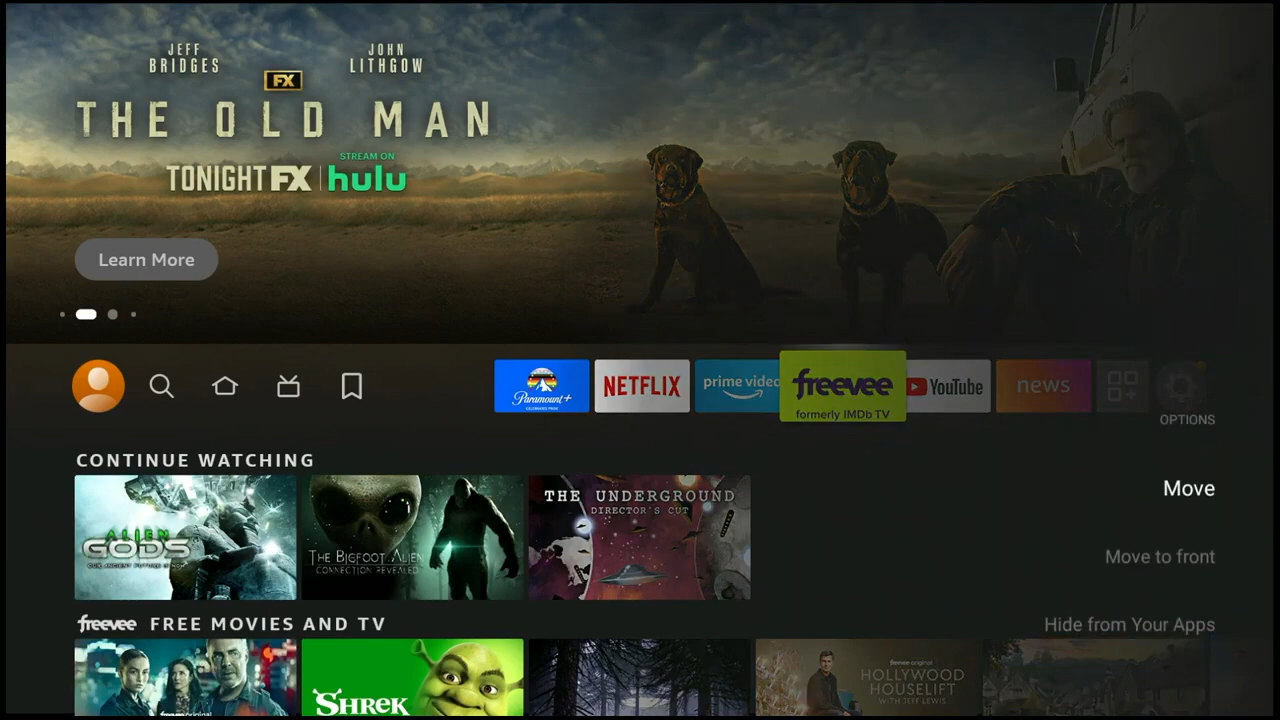 JEFF
BRIDGES
JOHN
LITHGOW
FX
THE OLD MAN
STREAM ON
TONIGHT FX | hulu
Learn More
Paramount+
NETFLIX
prime video
freevee
formerly IMDb TV
YouTube
news
OPTIONS
CONTINUE WATCHING
Move
ALIEN
GODS
THE BIGFOOT ALIEN
CONNECTION REVEALED
THE UNDERGROUND
DIRECTOR'S CUT
Move to front
freevee FREE MOVIES AND TV
Hide from Your Apps
SHREK
freevee original
HOLLYWOOD
HOUSELIFT
WITH JEFF LEWIS